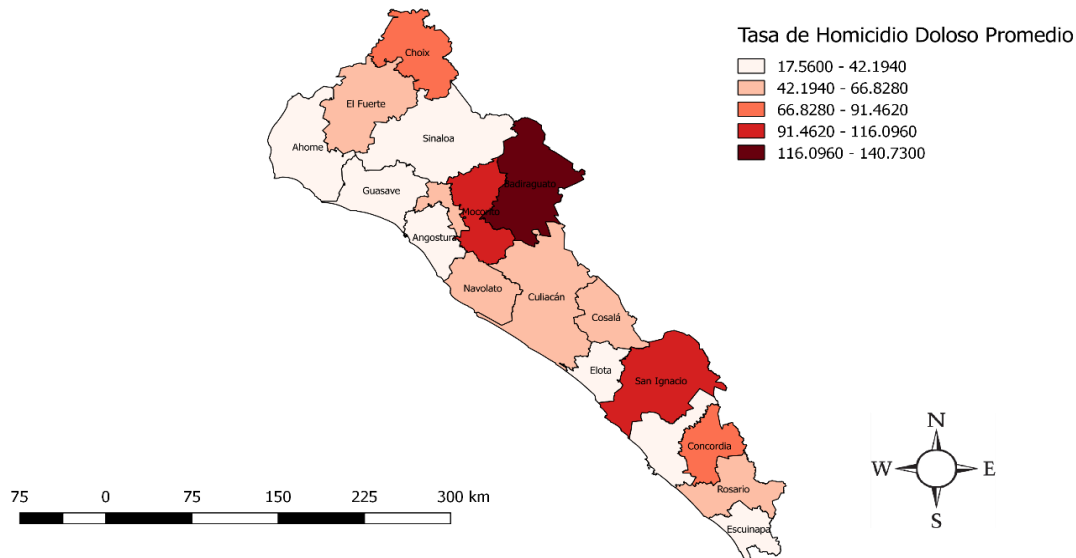 Tasa de Homicidio Doloso Promedio
17.5600 - 42.1940
42.1940 - 66.8280
66.8280 - 91.4620
91.4620 - 116.0960
116.0960 - 140.7300
Choix
El Fuerte
Sinaloa
Ahome
Guasave
Badiraguato
Mocorito
Angostura
Navolato
Culiacán
Cosalá
Elota
San Ignacio
Concordia
Rosario
Escuinapa
N
W E
S
75 0 75 150 225 300 km